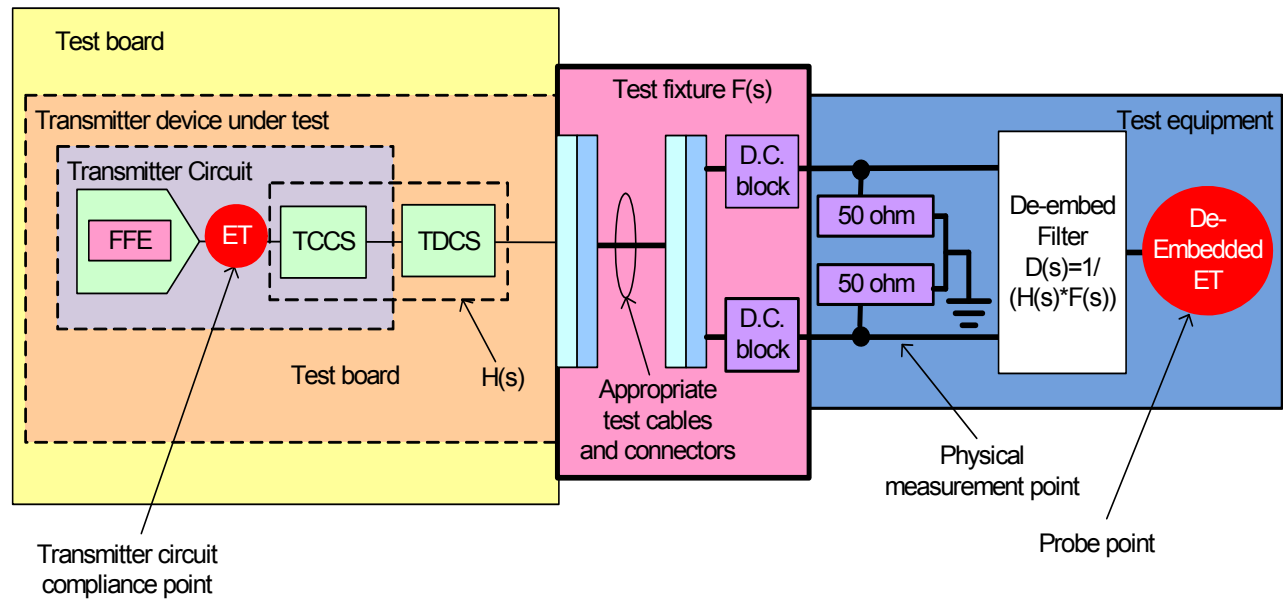 Test board
Transmitter device under test
Transmitter Circuit
FFE
ET
TCCS
TDCS
Test board
H(s)
Transmitter circuit
compliance point
Test fixture F(s)
D.C.
block
D.C.
block
Appropriate
test cables
and connectors
Test equipment
50 ohm
50 ohm
De-embed
Filter
D(s)=1/
(H(s)*F(s))
De-
Embedded
ET
Physical
measurement point
Probe point